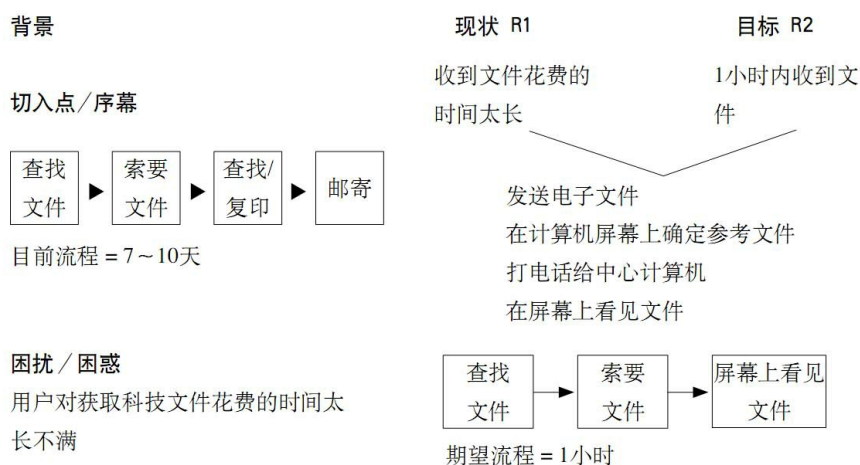 背景
切入点/序幕
查找
文件
索要
文件
查找/
复印
邮寄
目前流程 = 7~10天
困扰/困惑
用户对获取科技文件花费的时间太
长不满
现状 R1
目标 R2
收到文件花费的
时间太长
1小时内收到文
件
发送电子文件
在计算机屏幕上确定参考文件
打电话给中心计算机
在屏幕上看见文件
查找
文件
索要
文件
屏幕上看见
文件
期望流程 = 1小时